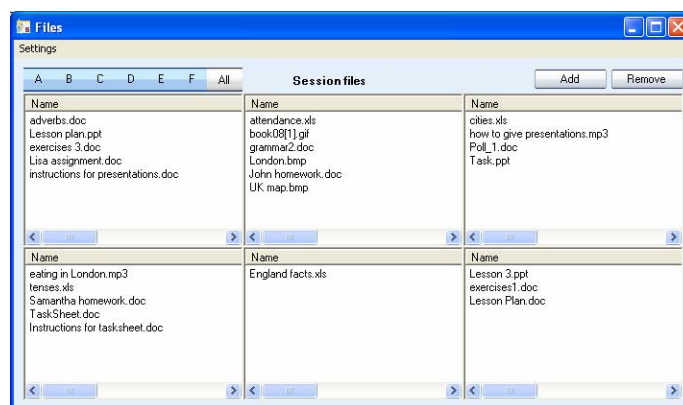 Files
Settings
A B C D E F All Session files Add Remove
Name
adverbs.doc
Lesson plan.ppt
exercises 3.doc
Lisa assignment.doc
instructions for presentations.doc
Name
attendance.xls
book08[1].gif
grammar2.doc
London.bmp
John homework.doc
UK map.bmp
Name
cities.xls
how to give presentations.mp3
Poll_1.doc
Task.ppt
Name
eating in London.mp3
tenses.xls
Samantha homework.doc
TaskSheet.doc
Instructions for tasksheet.doc
Name
England facts.xls
Name
Lesson 3.ppt
exercises1.doc
Lesson Plan.doc